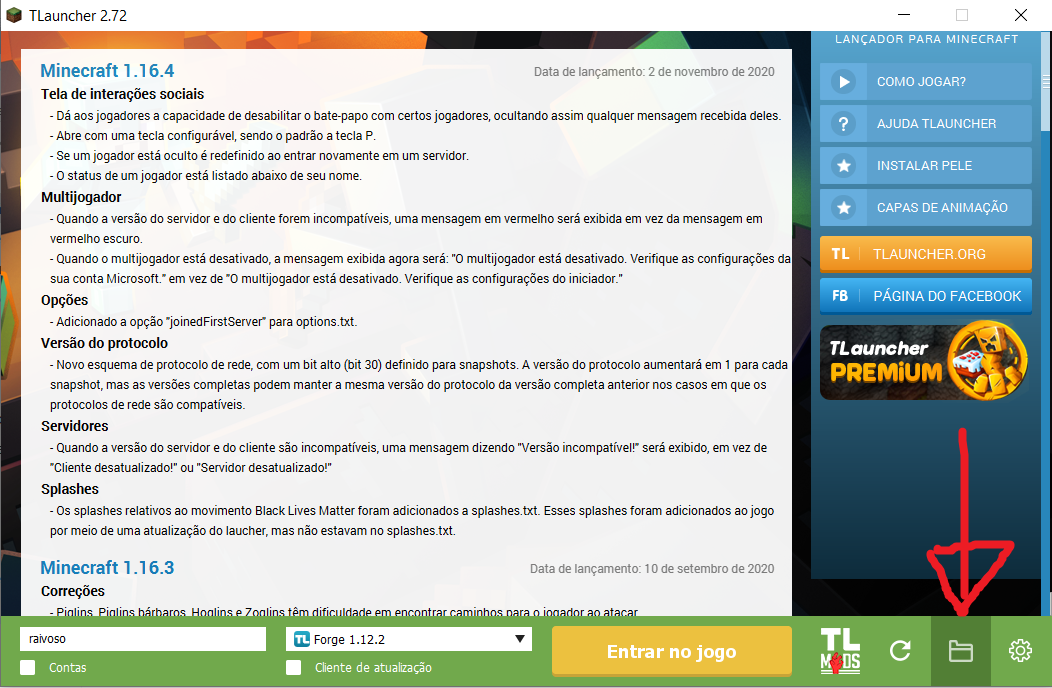 TLauncher 2.72
Minecraft 1.16.4
Data de lançamento: 2 de novembro de 2020
Tela de interações sociais
- Dá aos jogadores a capacidade de desabilitar o bate-papo com certos jogadores, ocultando assim qualquer mensagem recebida deles.
- Abre com uma tecla configurável, sendo o padrão a tecla P.
- Se um jogador está oculto é redefinido ao entrar novamente em um servidor.
- O status de um jogador está listado abaixo de seu nome.
Multijogador
- Quando a versão do servidor e do cliente forem incompatíveis, uma mensagem em vermelho será exibida em vez da mensagem em
vermelho escuro.
- Quando o multijogador está desativado, a mensagem exibida agora será: "O multijogador está desativado. Verifique as configurações da
sua conta Microsoft." em vez de "O multijogador está desativado. Verifique as configurações do iniciador."
Opções
- Adicionado a opção "joinedFirstServer" para options.txt.
Versão do protocolo
- Novo esquema de protocolo de rede, com um bit alto (bit 30) definido para snapshots. A versão do protocolo aumentará em 1 para cada
snapshot, mas as versões completas podem manter a mesma versão do protocolo da versão completa anterior nos casos em que os
protocolos de rede são compatíveis.
Servidores
- Quando a versão do servidor e do cliente são incompatíveis, uma mensagem dizendo "Versão incompatível!" será exibido, em vez de
"Cliente desatualizado!" ou "Servidor desatualizado!"
Splashes
- Os splashes relativos ao movimento Black Lives Matter foram adicionados a splashes.txt. Esses splashes foram adicionados ao jogo
por meio de uma atualização do laucher, mas não estavam no splashes.txt.
Minecraft 1.16.3
Data de lançamento: 10 de setembro de 2020
Correções
- Piglins, Piglins bárbaros, Hoglins e Zoglins têm dificuldade em encontrar caminhos para o jogador ao atacar
LANÇADOR PARA MINECRAFT
COMO JOGAR?
? AJUDA TLAUNCHER
INSTALAR PELE
CAPAS DE ANIMAÇÃO
TL TLAUNCHER.ORG
FB PÁGINA DO FACEBOOK
TLauncher
PREMiUM
raivoso
TL Forge 1.12.2
Entrar no jogo
TL
MODS
Contas
Cliente de atualização